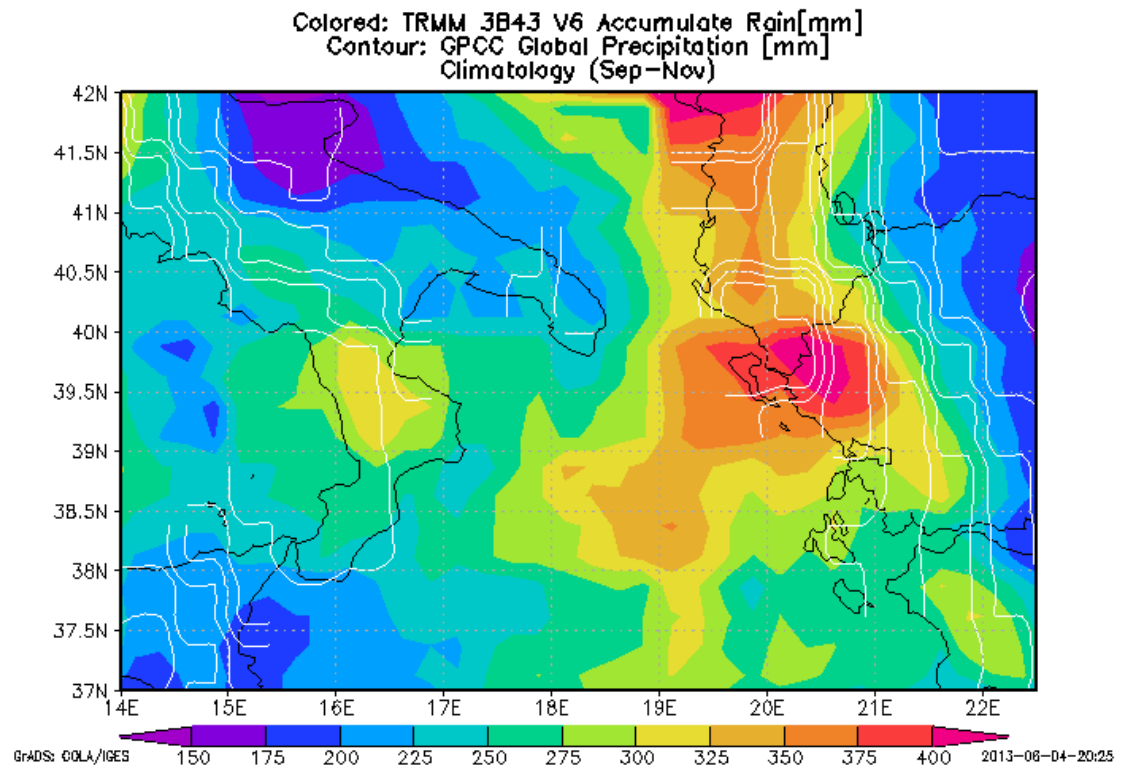 Colored: TRMM 3B43 V6 Accumulate Rain[mm]
Contour: GPCC Global Precipitation [mm]
Climatology (Sep-Nov)
42N
41.5N
41N
40.5N
40N
39.5N
39N
38.5N
38N
37.5N
37N
14E 15E 16E 17E 18E 19E 20E 21E 22E
150 175 200 225 250 275 300 325 350 375 400
GrADS: COLA/IGES 2013-06-04-20:25